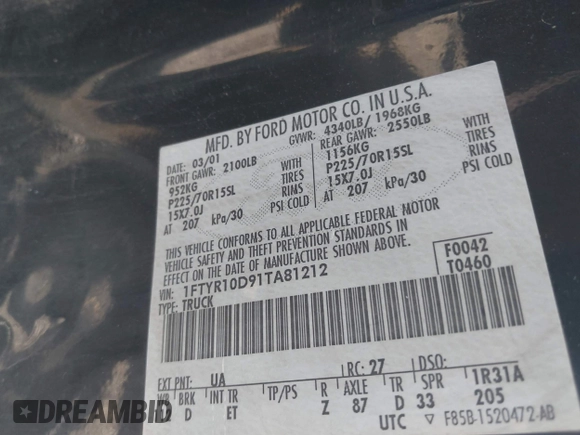 MFD. BY FORD MOTOR CO. IN U.S.A.
DATE: 03/01 GVWR: 4340LB/ 1968KG
FRONT GAWR: 2100LB REAR GAWR: 2550LB
952KG WITH 1156KG WITH
P225/70R15SL TIRES P225/70R15SL TIRES
15X7.0J RINS 15X7.0J RINS
AT 207 kPa/30 PSI COLD AT 207 kPa/30 PSI COLD
THIS VEHICLE CONFORMS TO ALL APPLICABLE FEDERAL MOTOR
VEHICLE SAFETY AND THEFT PREVENTION STANDARDS IN
EFFECT ON THE DATE OF MANUFACTURE SHOWN ABOVE.
VIN: 1FTYR10D91TA81212 F0042
TYPE: TRUCK T0460
EXT PNT: UA RC: 27 DSO:
WB BRK INT TR TP/PS R AXLE TR SPR 1R31A
D ET Z 87 D 33 205
UTC ▽ F85B-1520472-AB
DREAMBID